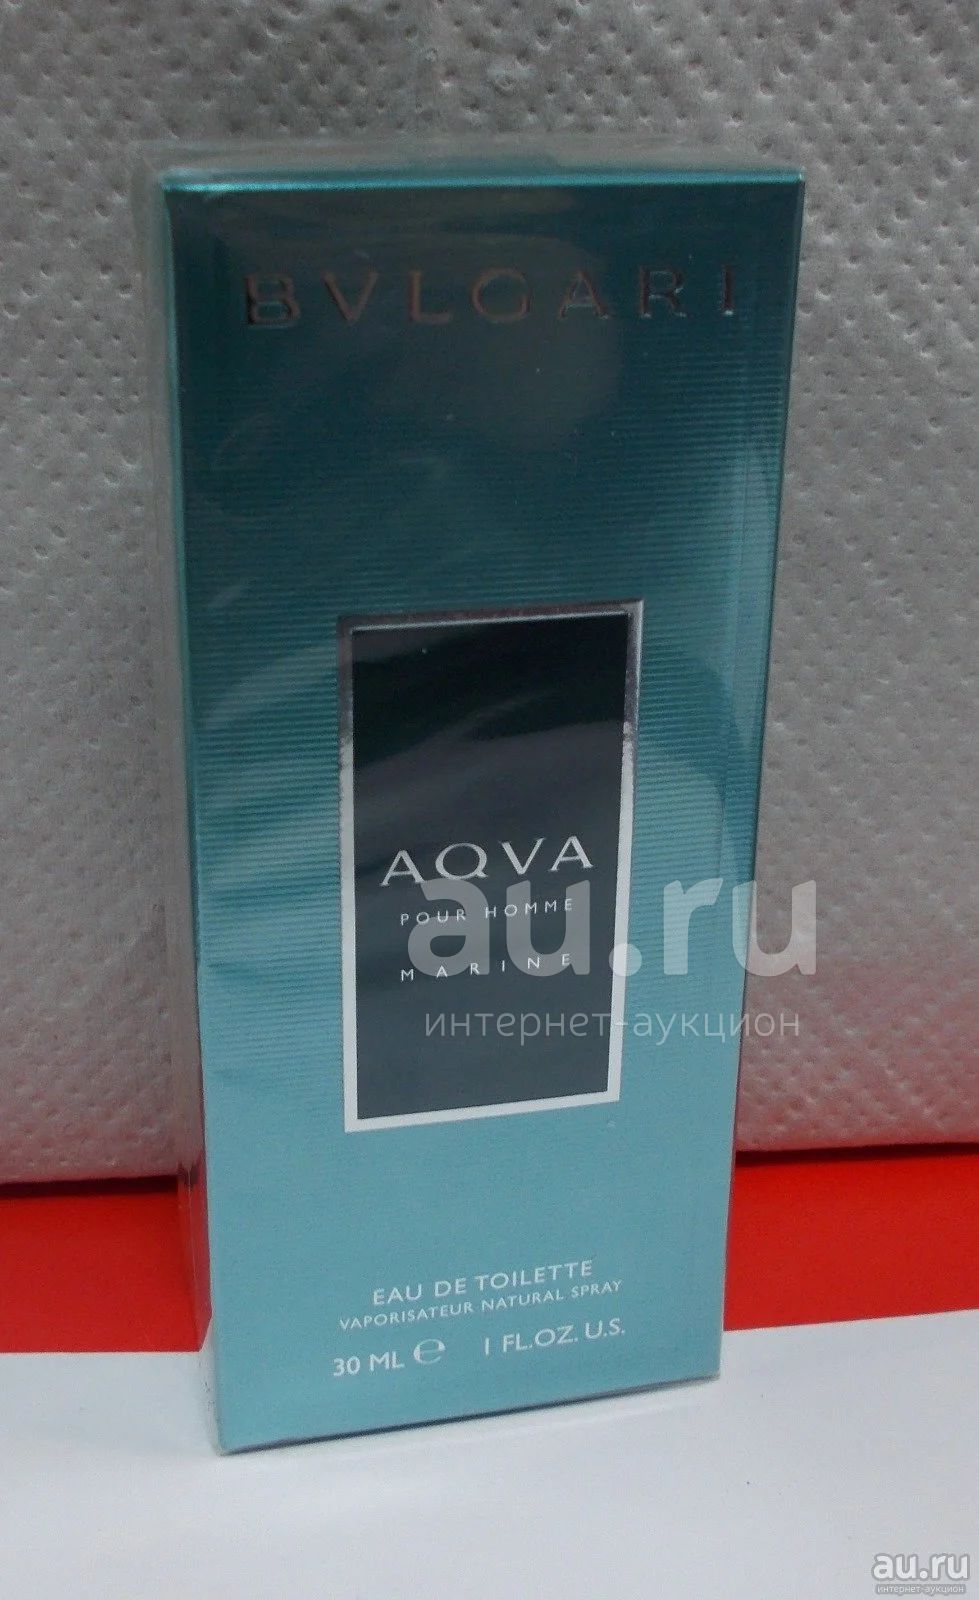 BVLGARI
AQVA
POUR HOMME
MARINE
au.ru
интернет-аукцион
EAU DE TOILETTE
VAPORISATEUR NATURAL SPRAY
30 ML e 1 FL.OZ. U.S.
au.ru
интернет-аукцион